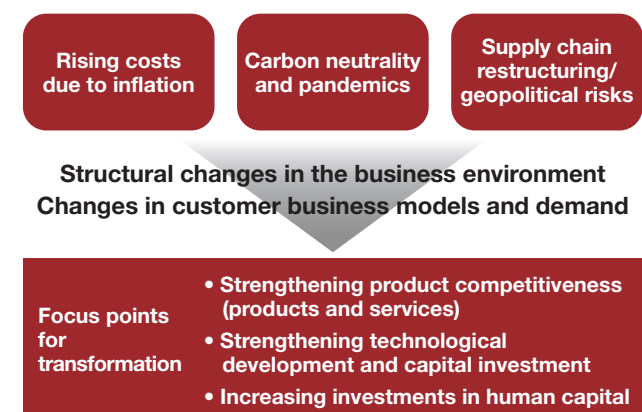 Rising costs
due to inflation
Carbon neutrality
and pandemics
Supply chain
restructuring/
geopolitical risks
Structural changes in the business environment
Changes in customer business models and demand
Focus points
for
transformation
• Strengthening product competitiveness
(products and services)
• Strengthening technological
development and capital investment
• Increasing investments in human capital